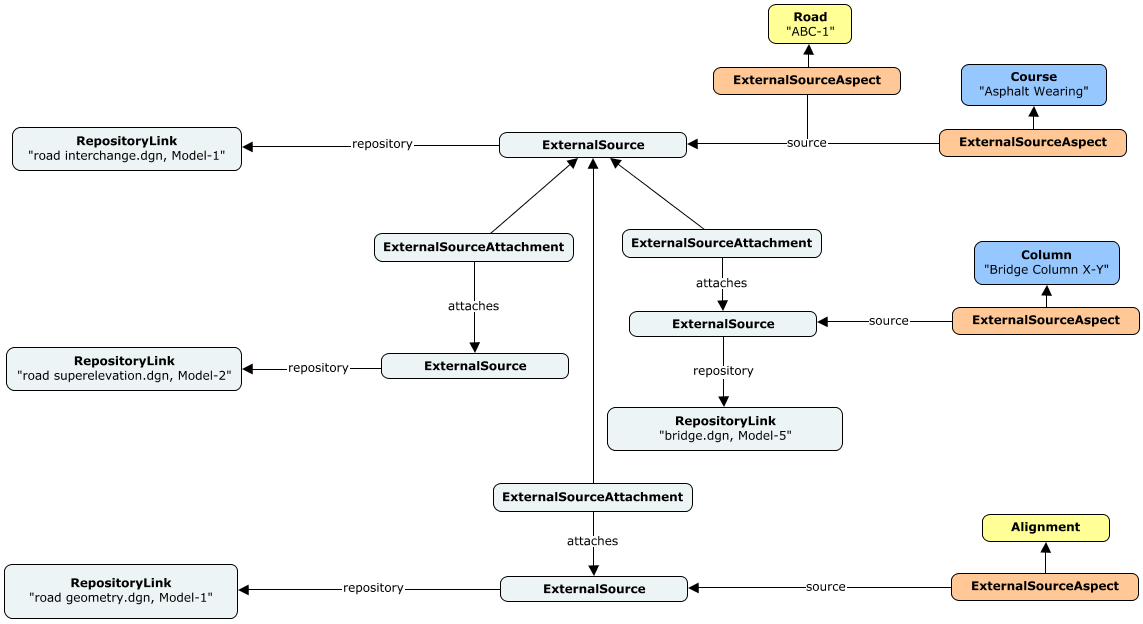 Road
"ABC-1"
ExternalSourceAspect
Course
"Asphalt Wearing"
RepositoryLink
"road interchange.dgn, Model-1"
repository
ExternalSource
source
ExternalSourceAspect
ExternalSourceAttachment
ExternalSourceAttachment
Column
"Bridge Column X-Y"
attaches
attaches
ExternalSource
source
ExternalSourceAspect
RepositoryLink
"road superelevation.dgn, Model-2"
repository
ExternalSource
repository
RepositoryLink
"bridge.dgn, Model-5"
ExternalSourceAttachment
Alignment
attaches
RepositoryLink
"road geometry.dgn, Model-1"
repository
ExternalSource
source
ExternalSourceAspect